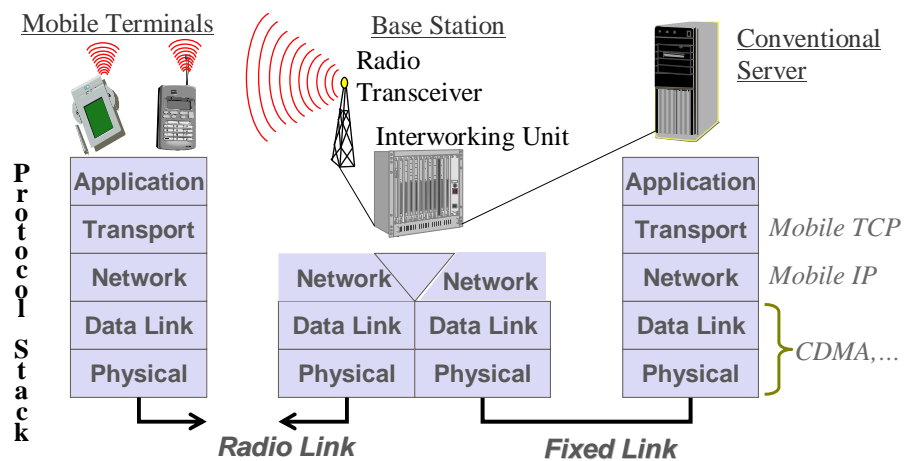 Mobile Terminals
Base Station
Conventional
Server
Radio
Transceiver
Interworking Unit
Protocol Stack
Application
Transport
Network
Data Link
Physical
Network
Network
Data Link
Data Link
Physical
Physical
Application
Transport
Network
Data Link
Physical
Mobile TCP
Mobile IP
CDMA,...
Radio Link
Fixed Link